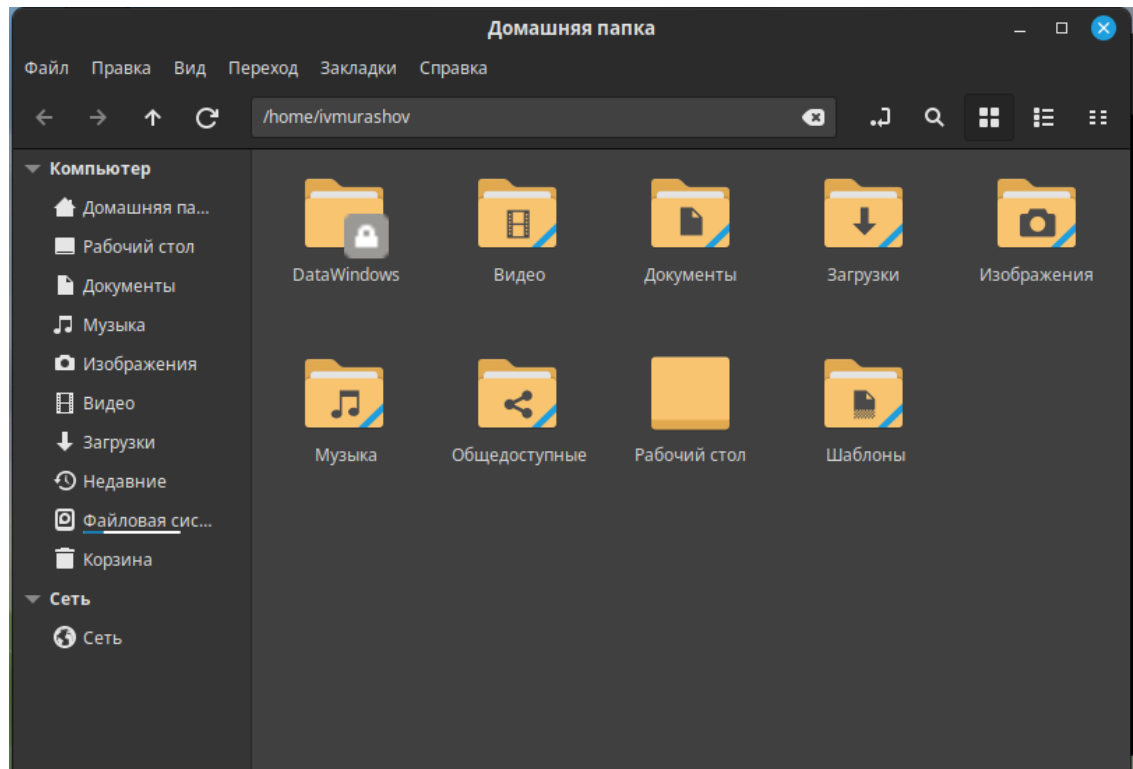 Домашняя папка
Файл Правка Вид Переход Закладки Справка
/home/ivmurashov
Компьютер
Домашняя па...
Рабочий стол
Документы
Музыка
Изображения
Видео
Загрузки
Недавние
Файловая сис...
Корзина
Сеть
Сеть
DataWindows Видео Документы Загрузки Изображения
Музыка Общедоступные Рабочий стол Шаблоны